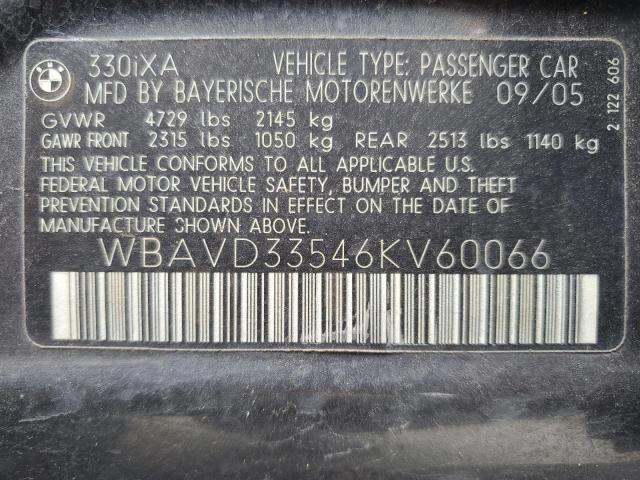 330iXA VEHICLE TYPE: PASSENGER CAR
MFD BY BAYERISCHE MOTORENWERKE 09/05
GVWR 4729 lbs 2145 kg
GAWR FRONT 2315 lbs 1050 kg REAR 2513 lbs 1140 kg
THIS VEHICLE CONFORMS TO ALL APPLICABLE U.S.
FEDERAL MOTOR VEHICLE SAFETY, BUMPER AND THEFT
PREVENTION STANDARDS IN EFFECT ON THE DATE OF
MANUFACTURE SHOWN ABOVE.
WBAVD33546KV60066
2 122 606